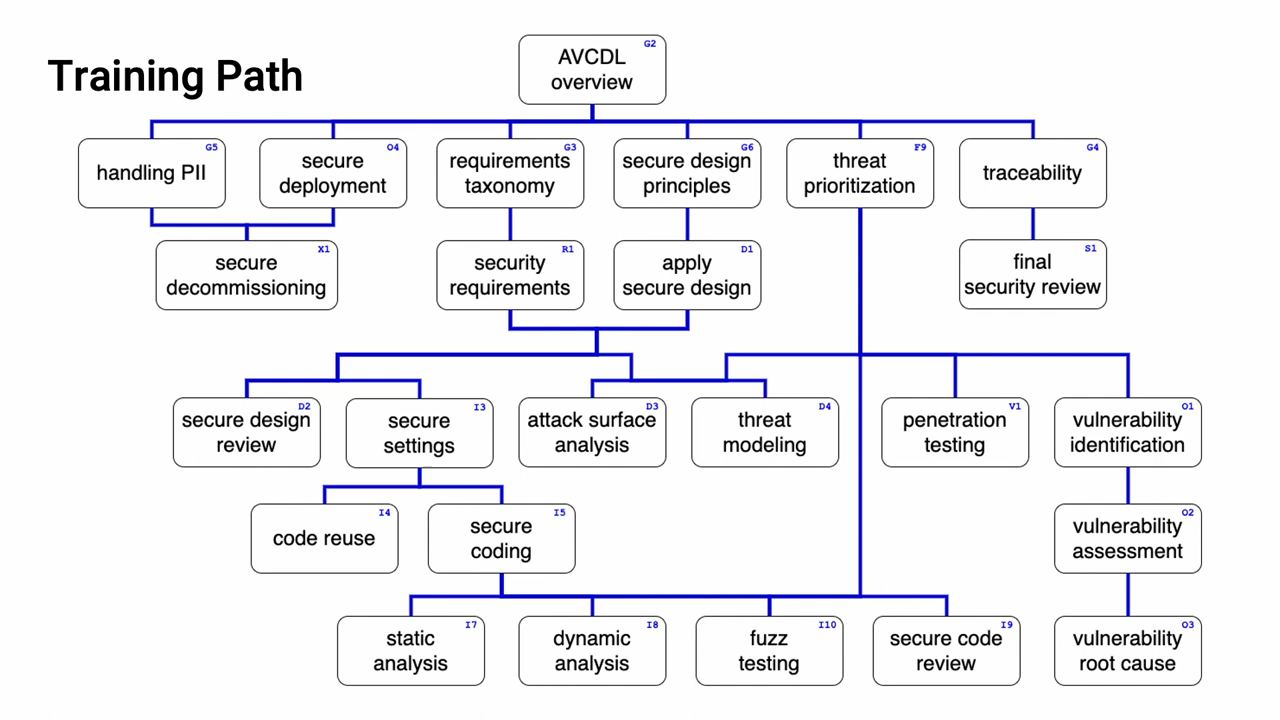 Training Path
G2
AVCDL
overview
G5
handling PII
O4
secure
deployment
G3
requirements
taxonomy
G6
secure design
principles
F9
threat
prioritization
G4
traceability
X1
secure
decommissioning
R1
security
requirements
D1
apply
secure design
S1
final
security review
D2
secure design
review
I3
secure
settings
D3
attack surface
analysis
D4
threat
modeling
V1
penetration
testing
O1
vulnerability
identification
I4
code reuse
I5
secure
coding
O2
vulnerability
assessment
I7
static
analysis
I8
dynamic
analysis
I10
fuzz
testing
I9
secure code
review
O3
vulnerability
root cause